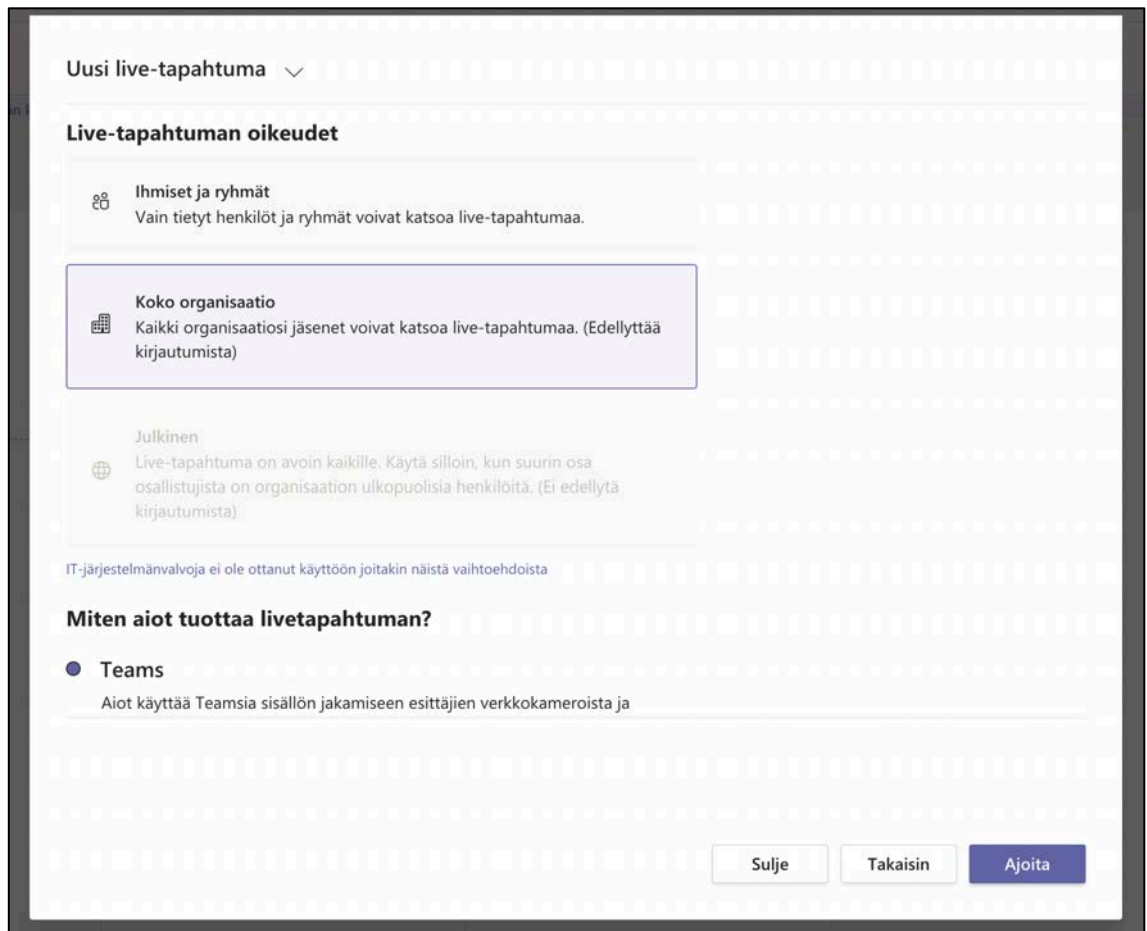 Uusi live-tapahtuma
Live-tapahtuman oikeudet
Ihmiset ja ryhmät
Vain tietyt henkilöt ja ryhmät voivat katsoa live-tapahtumaa.
Koko organisaatio
Kaikki organisaatiosi jäsenet voivat katsoa live-tapahtumaa. (Edellyttää
kirjautumista)
Julkinen
Live-tapahtuma on avoin kaikille. Käytä silloin, kun suurin osa
osallistujista on organisaation ulkopuolisia henkilöitä. (Ei edellytä
kirjautumista)
IT-järjestelmänvalvoja ei ole ottanut käyttöön joitakin näistä vaihtoehdoista
Miten aiot tuottaa livetapahtuman?
Teams
Aiot käyttää Teamsia sisällön jakamiseen esittäjien verkkokameroista ja
Sulje
Takaisin
Ajoita